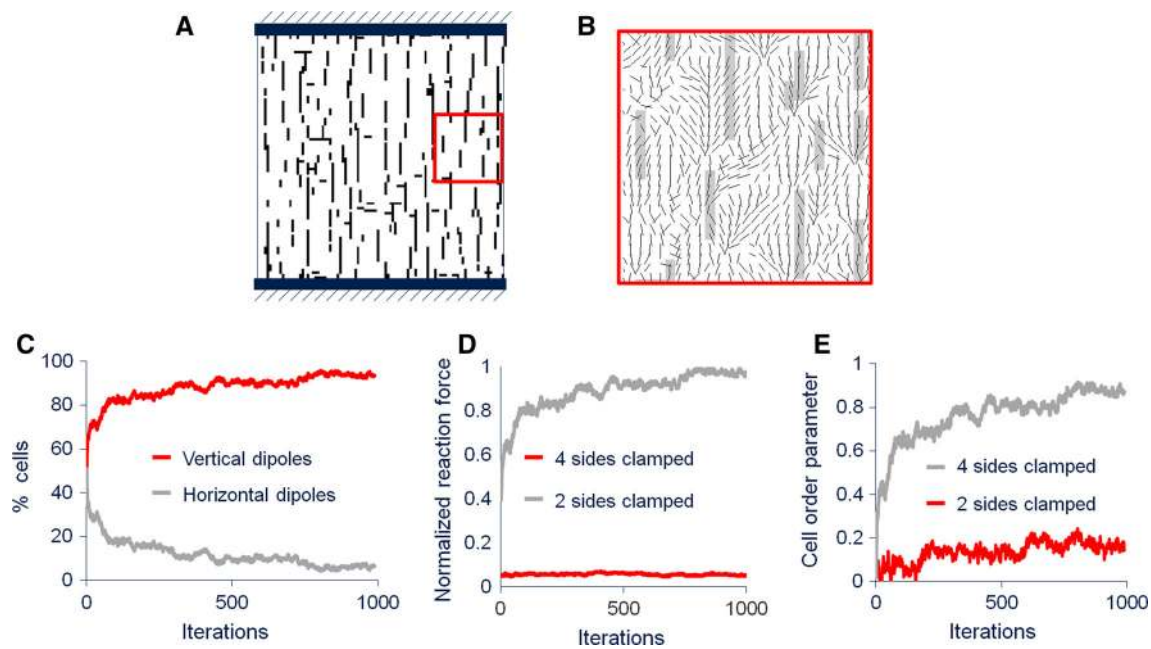 A
B
C
% cells
100
80
60
40
20
0
Vertical dipoles
Horizontal dipoles
0
500
1000
Iterations
D
Normalized reaction force
1
0.8
0.6
0.4
0.2
0
4 sides clamped
2 sides clamped
0
500
1000
Iterations
E
Cell order parameter
1
0.8
0.6
0.4
0.2
0
4 sides clamped
2 sides clamped
0
500
1000
Iterations